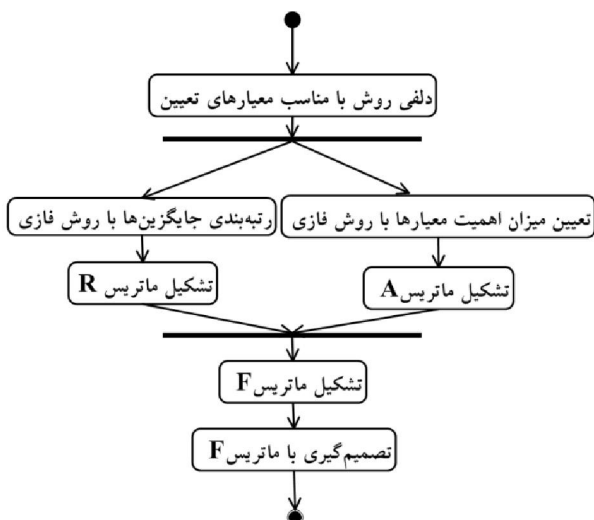 دلفی روش با مناسب معیارهای تعیین
تعیین میزان اهمیت معیارها با روش فازی
رتبه‌بندی جایگزین‌ها با روش فازی
تشکیل ماتریس A
تشکیل ماتریس R
تشکیل ماتریس F
تصمیم‌گیری با ماتریس F